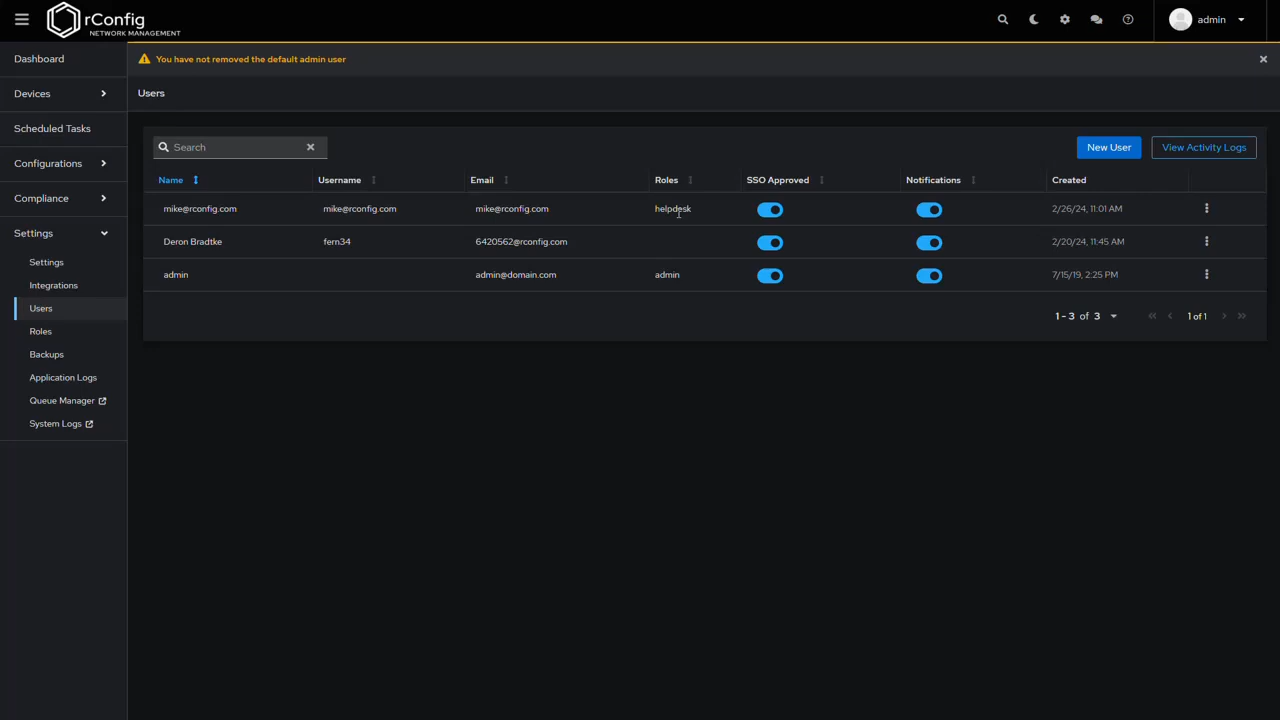 rConfig
NETWORK MANAGEMENT
admin
Dashboard
Devices
Scheduled Tasks
Configurations
Compliance
Settings
Settings
Integrations
Users
Roles
Backups
Application Logs
Queue Manager
System Logs
You have not removed the default admin user
Users
Search
New User
View Activity Logs
Name Username Email Roles SSO Approved Notifications Created
mike@rconfig.com mike@rconfig.com mike@rconfig.com helpdesk 2/26/24, 11:01 AM
Deron Bradtke fern34 6420562@rconfig.com 2/20/24, 11:45 AM
admin admin@domain.com admin 7/15/19, 2:25 PM
1 - 3 of 3 1 of 1